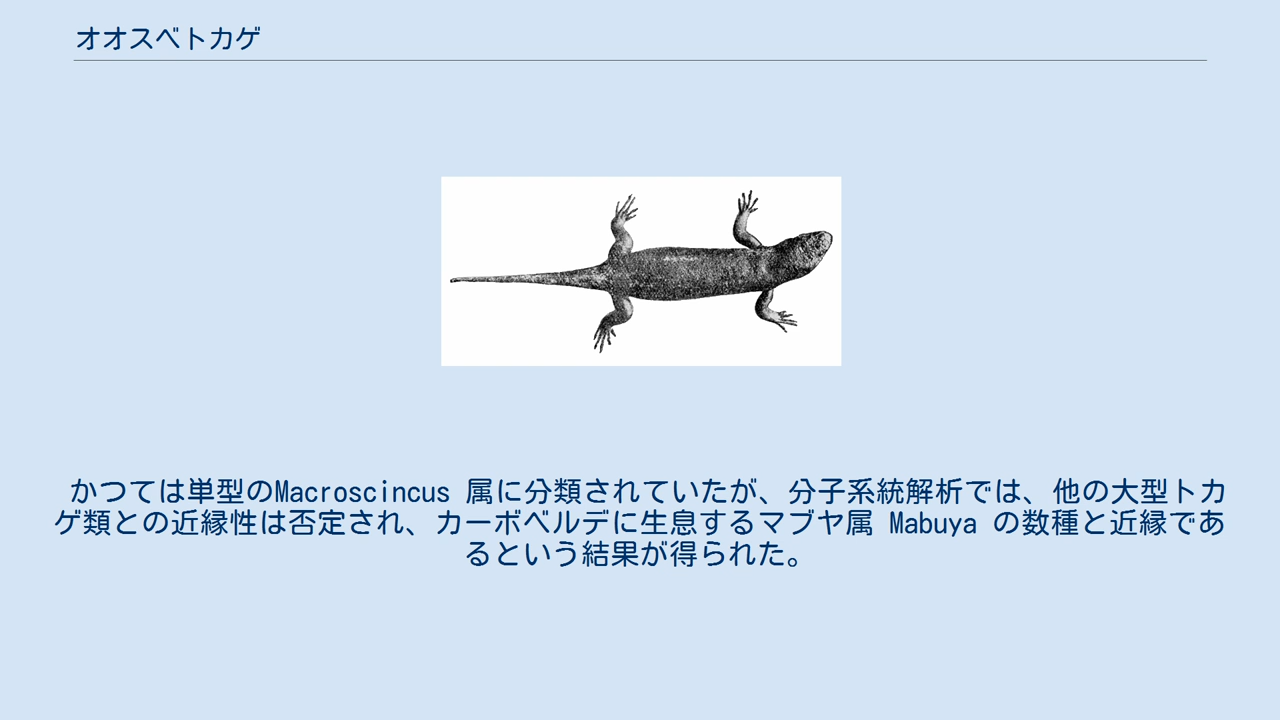 オオスベトカゲ
かつては単型のMacroscincus 属に分類されていたが、分子系統解析では、他の大型トカ
ゲ類との近縁性は否定され、カーボベルデに生息するマブヤ属 Mabuya の数種と近縁であ
るという結果が得られた。